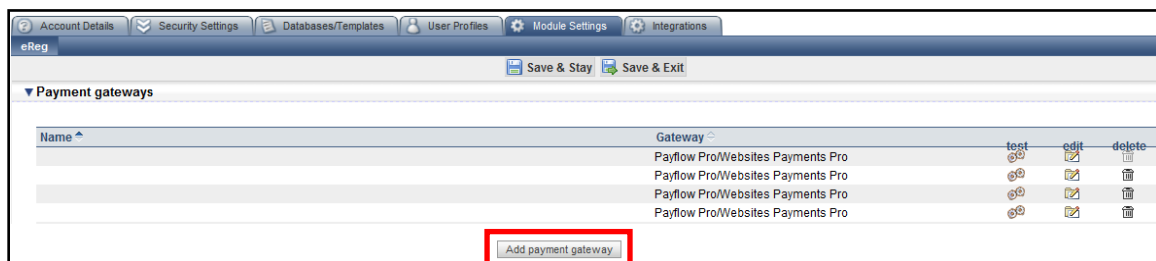 Account Details Security Settings Databases/Templates User Profiles Module Settings Integrations
eReg
Save & Stay Save & Exit
Payment gateways
Name Gateway test edit delete
Payflow Pro/Websites Payments Pro
Payflow Pro/Websites Payments Pro
Payflow Pro/Websites Payments Pro
Payflow Pro/Websites Payments Pro
Add payment gateway